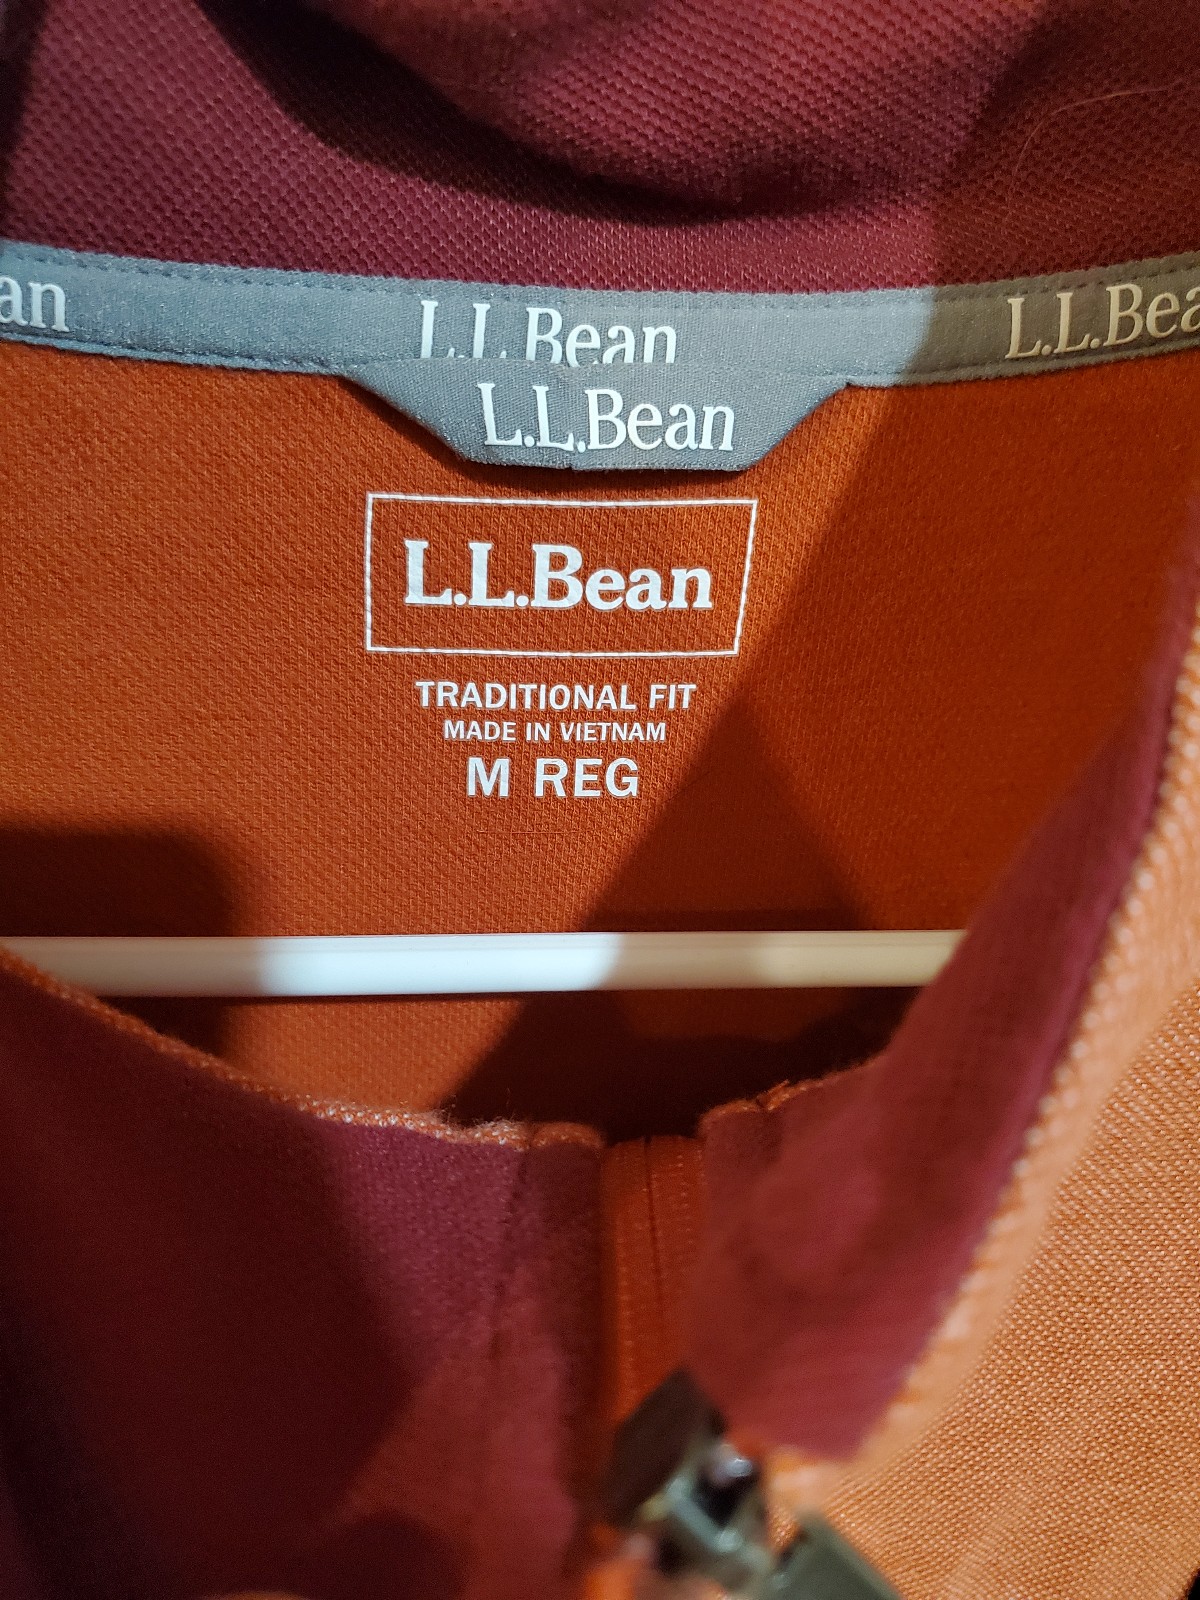 an L.L.Bean L.L.Bea
L.L.Bean
L.L.Bean
TRADITIONAL FIT
MADE IN VIETNAM
M REG